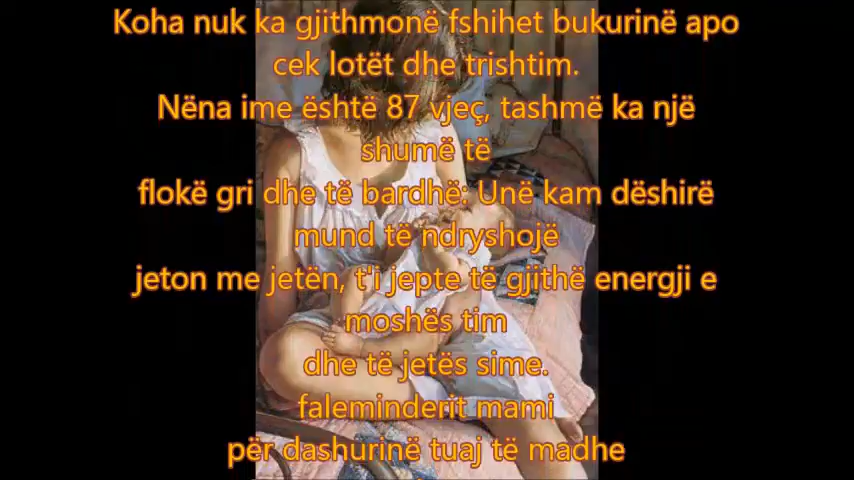 Koha nuk ka gjithmonë fshihet bukurinë apo
cek lotët dhe trishtim.
Nëna ime është 87 vjeç, tashmë ka një
shumë të
flokë gri dhe të bardhë: Unë kam dëshirë
mund të ndryshojë
jeton me jetën, t'i jepte të gjithë energji e
moshës tim
dhe të jetës sime.
faleminderit mami
për dashurinë tuaj të madhe